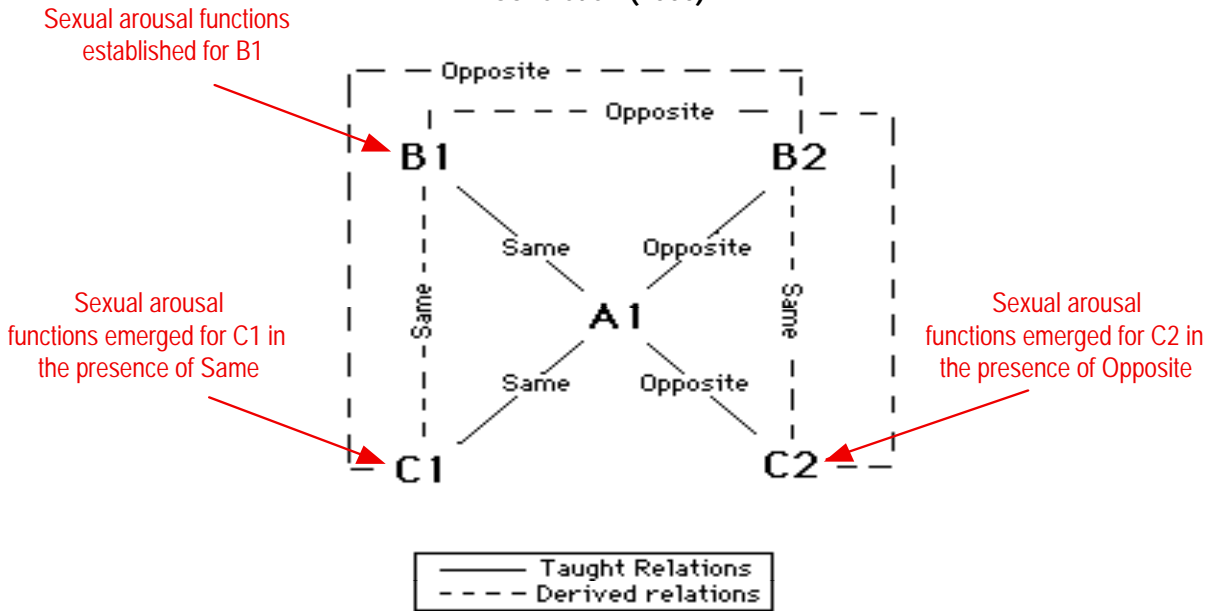 Sexual arousal functions
established for B1
Opposite
Opposite
B1
B2
Same
Opposite
Same
Same
A1
Sexual arousal
functions emerged for C1 in
the presence of Same
Sexual arousal
functions emerged for C2 in
the presence of Opposite
Same
Opposite
C1
C2
Taught Relations
Derived relations